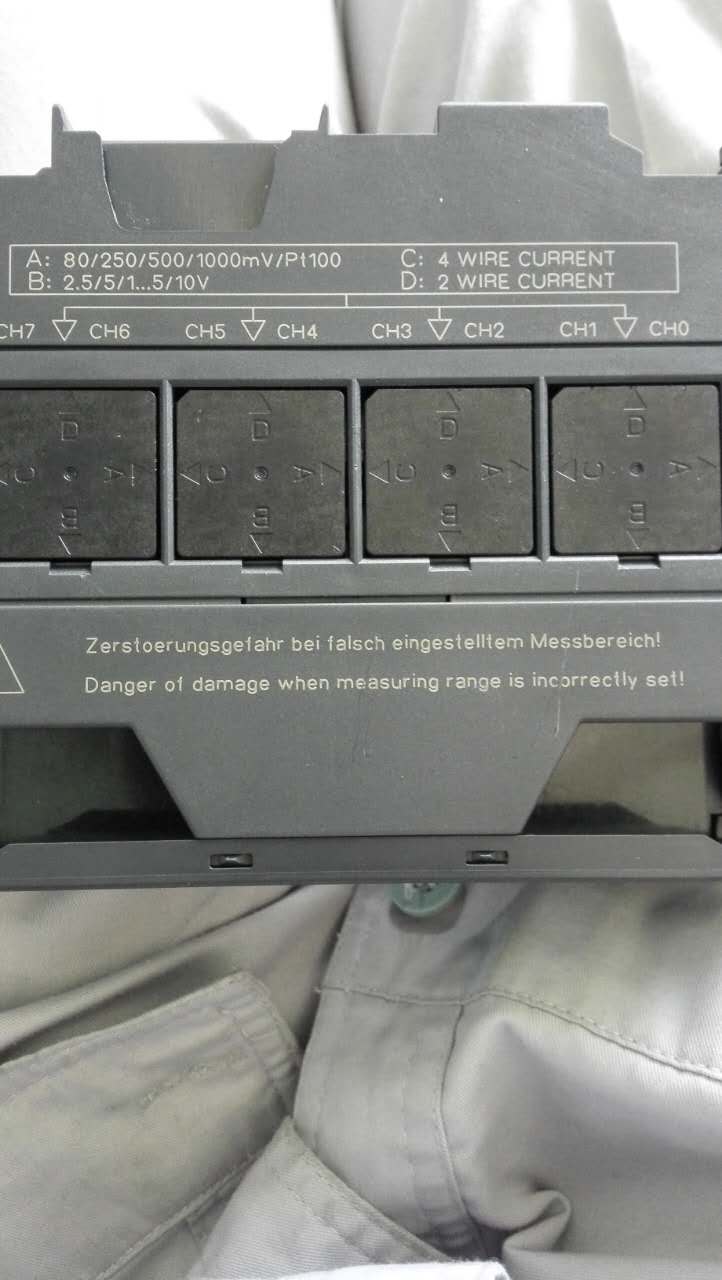 A: 80/250/500/1000mV/Pt100 C: 4 WIRE CURRENT
B: 2.5/5/1...5/10V D: 2 WIRE CURRENT
CH7 CH6 CH5 CH4 CH3 CH2 CH1 CH0
D D D D
C A C A C A C A
B B B B
Zerstoerungsgefahr bei falsch eingestelltem Messbereich!
Danger of damage when measuring range is incorrectly set!